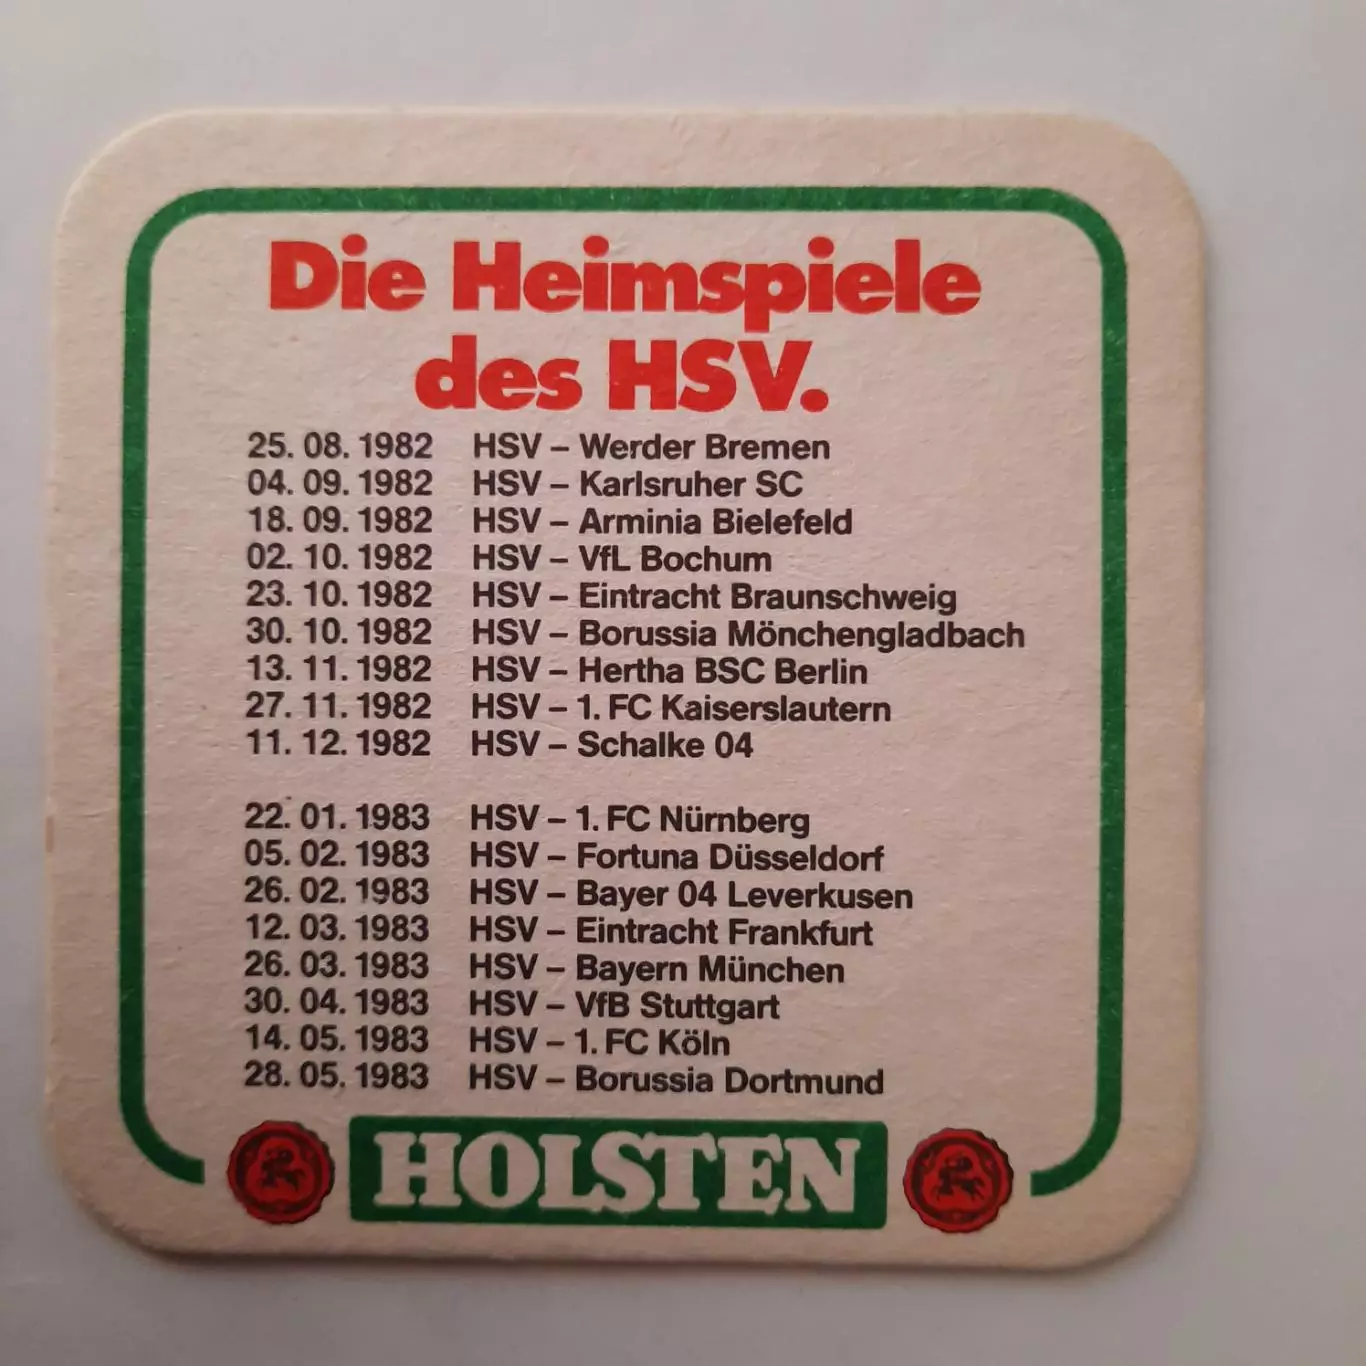 Die Heimspiele
des HSV.
25. 08. 1982 HSV – Werder Bremen
04. 09. 1982 HSV – Karlsruher SC
18. 09. 1982 HSV – Arminia Bielefeld
02. 10. 1982 HSV – VfL Bochum
23. 10. 1982 HSV – Eintracht Braunschweig
30. 10. 1982 HSV – Borussia Mönchengladbach
13. 11. 1982 HSV – Hertha BSC Berlin
27. 11. 1982 HSV – 1. FC Kaiserslautern
11. 12. 1982 HSV – Schalke 04
22. 01. 1983 HSV – 1. FC Nürnberg
05. 02. 1983 HSV – Fortuna Düsseldorf
26. 02. 1983 HSV – Bayer 04 Leverkusen
12. 03. 1983 HSV – Eintracht Frankfurt
26. 03. 1983 HSV – Bayern München
30. 04. 1983 HSV – VfB Stuttgart
14. 05. 1983 HSV – 1. FC Köln
28. 05. 1983 HSV – Borussia Dortmund
HOLSTEN